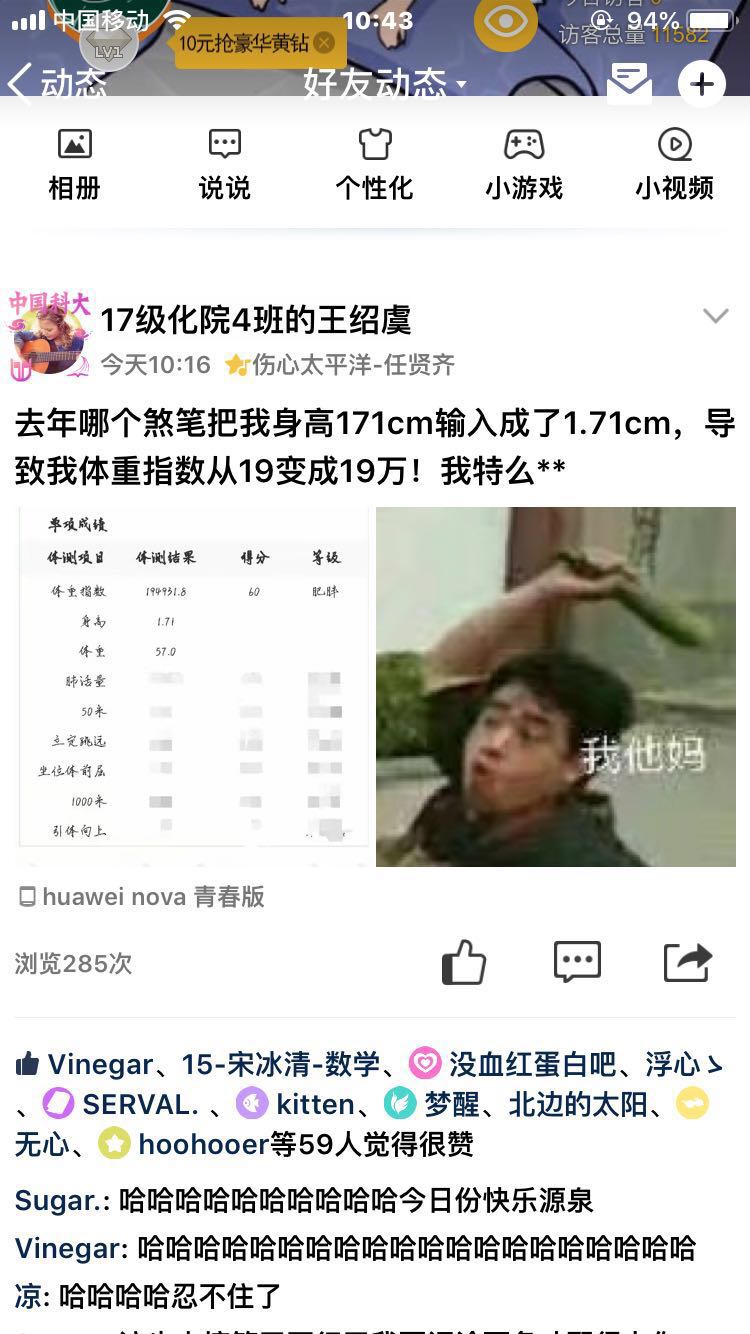 中国移动
10:43
94%
LV1
10元抢豪华黄钻
访客总量 11582
动态
好友动态
相册
说说
个性化
小游戏
小视频
中国科大
17级化院4班的王绍虞
今天10:16 伤心太平洋-任贤齐
去年哪个煞笔把我身高171cm输入成了1.71cm，导
致我体重指数从19变成19万！我特么**
单项成绩
体测项目 体测结果 得分 等级
体重指数 194931.8 60 肥胖
身高 1.71
体重 57.0
肺活量
50米
立定跳远
坐位体前屈
1000米
引体向上
我他妈
huawei nova 青春版
浏览285次
Vinegar、15-宋冰清-数学、没血红蛋白吧、浮心ゝ
、SERVAL. 、kitten、梦醒、北边的太阳、
无心、hoohooer等59人觉得很赞
Sugar.: 哈哈哈哈哈哈哈哈哈哈今日份快乐源泉
Vinegar: 哈哈哈哈哈哈哈哈哈哈哈哈哈哈哈哈哈哈哈哈
凉: 哈哈哈哈忍不住了